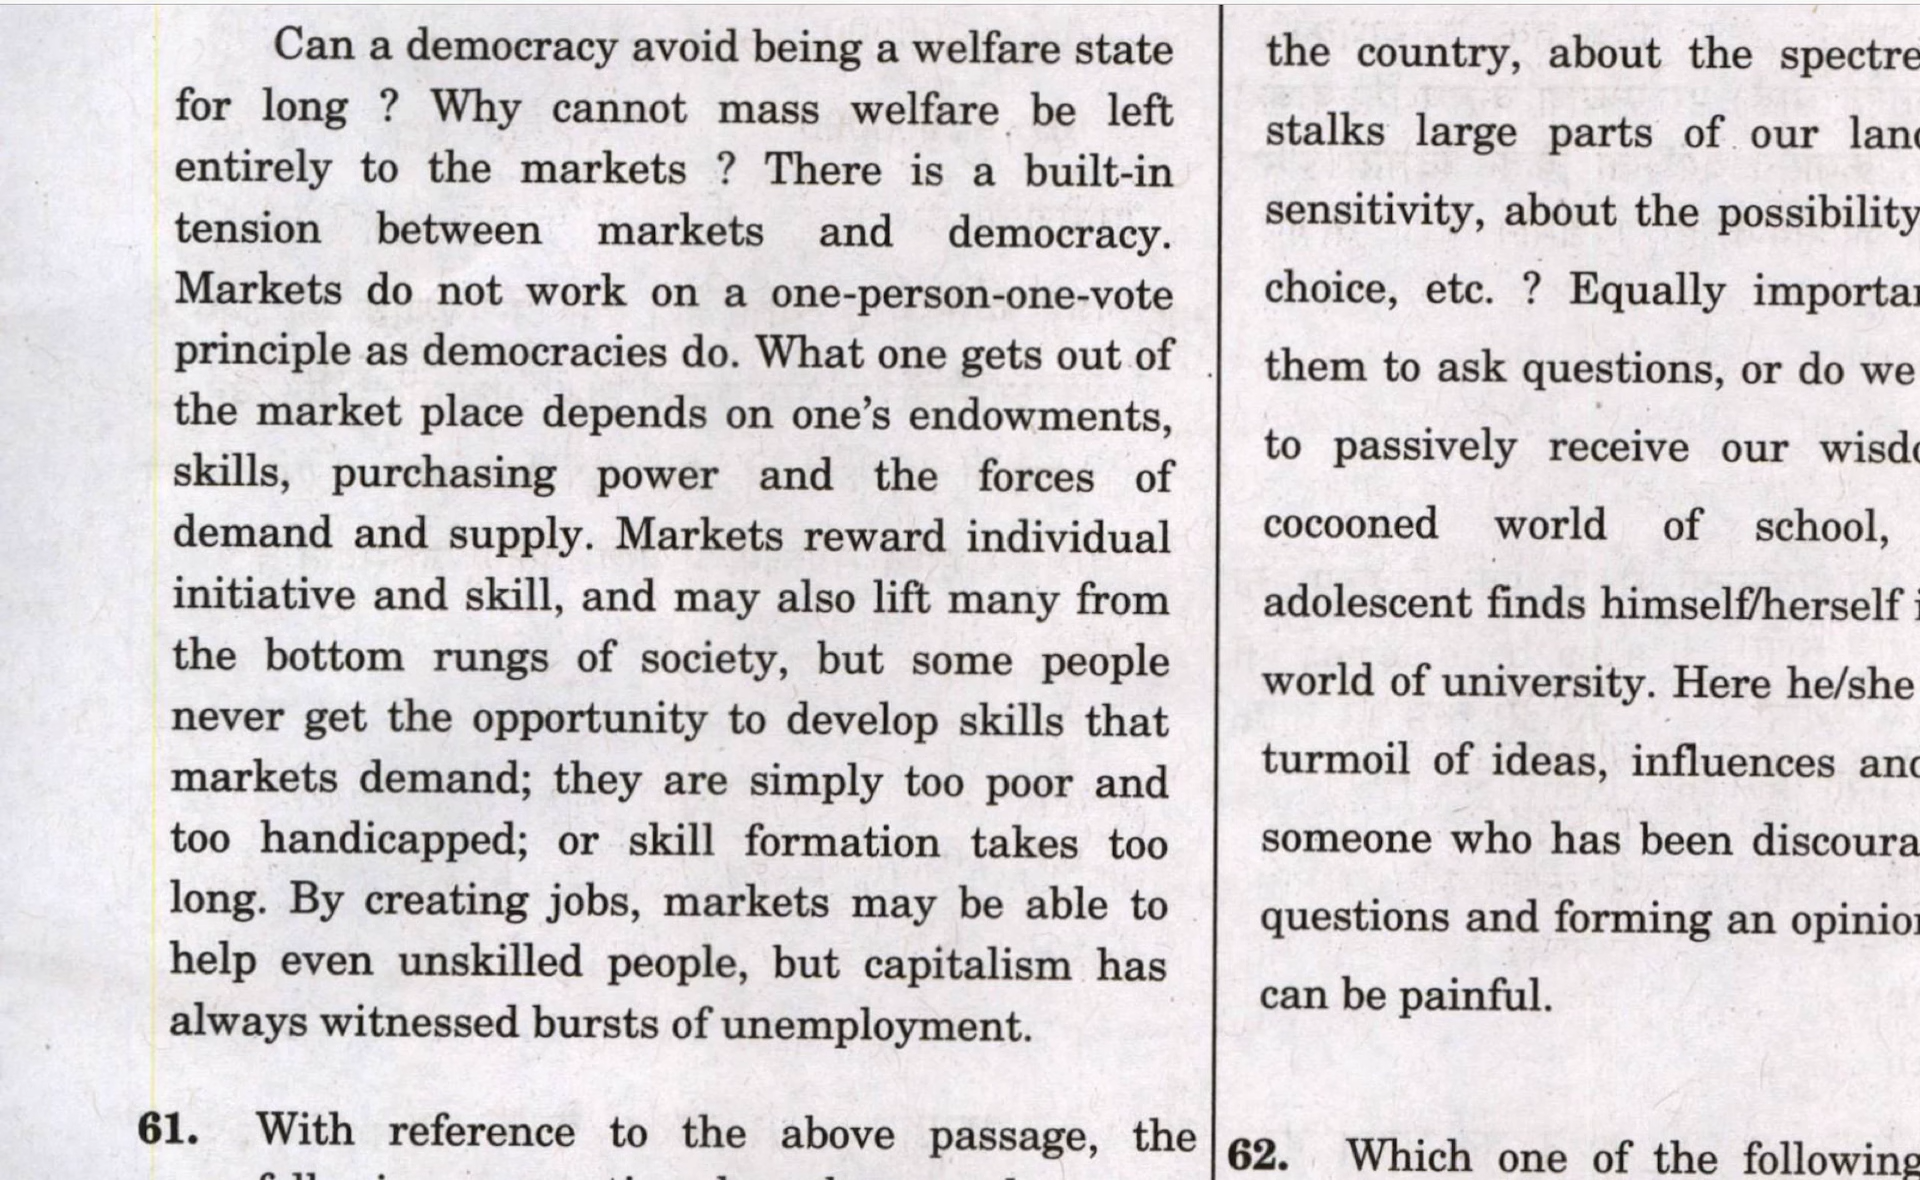 Can a democracy avoid being a welfare state
for long ? Why cannot mass welfare be left
entirely to the markets ? There is a built-in
tension between markets and democracy.
Markets do not work on a one-person-one-vote
principle as democracies do. What one gets out of
the market place depends on one's endowments,
skills, purchasing power and the forces of
demand and supply. Markets reward individual
initiative and skill, and may also lift many from
the bottom rungs of society, but some people
never get the opportunity to develop skills that
markets demand; they are simply too poor and
too handicapped; or skill formation takes too
long. By creating jobs, markets may be able to
help even unskilled people, but capitalism has
always witnessed bursts of unemployment.
61. With reference to the above passage, the
the country, about the spectre
stalks large parts of our
sensitivity, about the possibility
choice, etc. ? Equally
them to ask questions, or do we
to passively receive our
cocooned world of school,
adolescent finds himself/herself
world of university. Here he/she
turmoil of ideas, influences
someone who has been
questions and forming an
can be painful.
62. Which one of the following